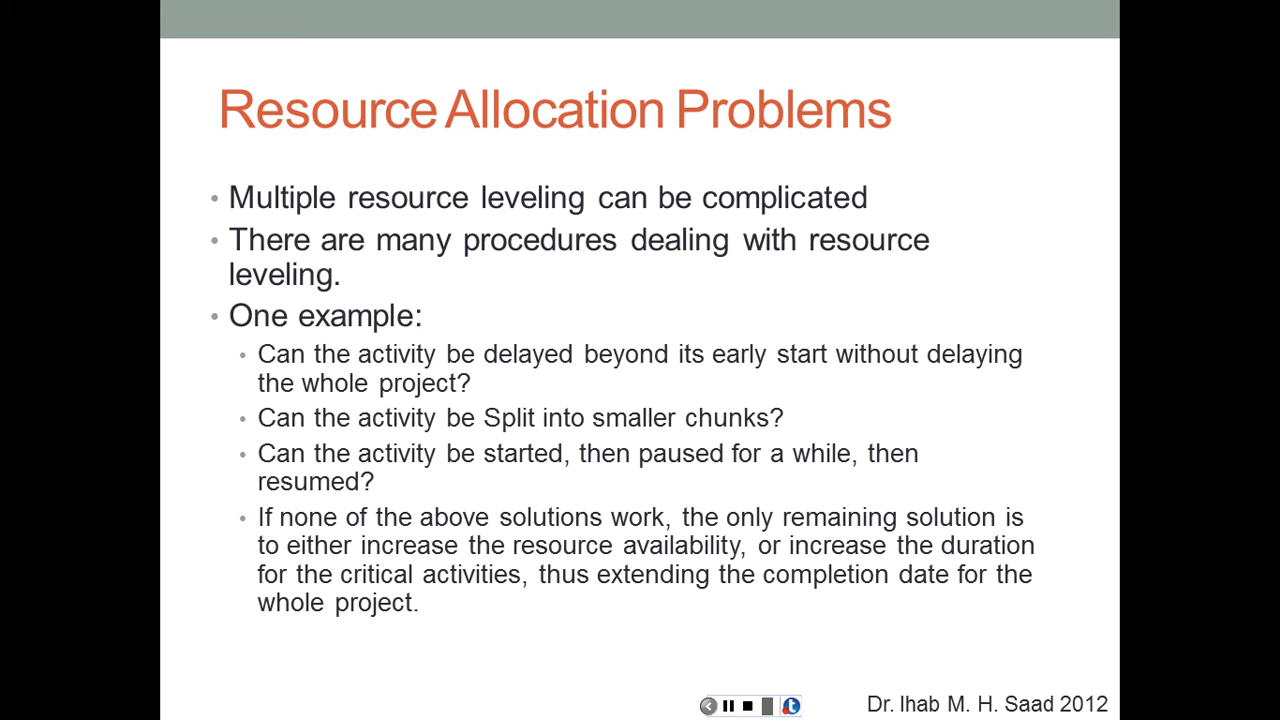 Resource Allocation Problems
• Multiple resource leveling can be complicated
• There are many procedures dealing with resource
leveling.
• One example:
• Can the activity be delayed beyond its early start without delaying
the whole project?
• Can the activity be Split into smaller chunks?
• Can the activity be started, then paused for a while, then
resumed?
• If none of the above solutions work, the only remaining solution is
to either increase the resource availability, or increase the duration
for the critical activities, thus extending the completion date for the
whole project.
Dr. Ihab M. H. Saad 2012